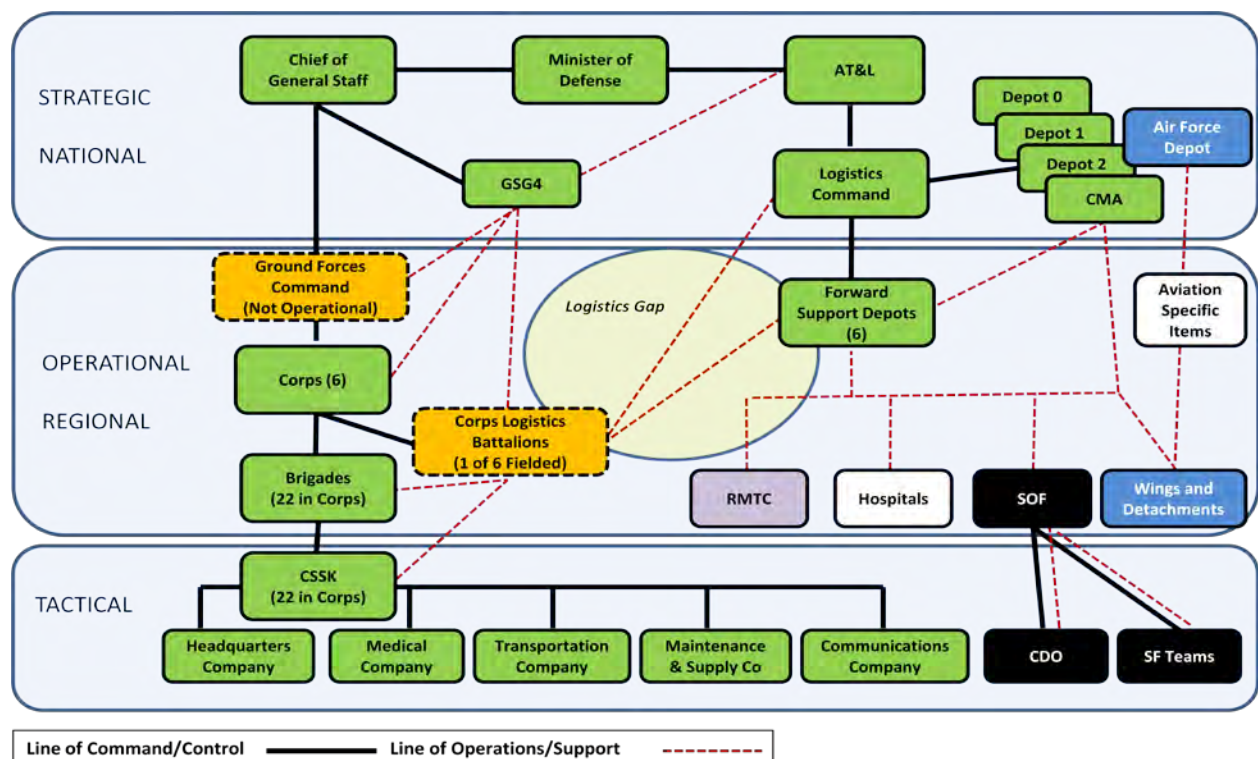 STRATEGIC
NATIONAL
Chief of
General Staff
Minister of
Defense
AT&L
GSG4
Logistics
Command
Depot 0
Depot 1
Depot 2
CMA
Air Force
Depot
OPERATIONAL
REGIONAL
Ground Forces
Command
(Not Operational)
Corps (6)
Corps Logistics
Battalions
(1 of 6 Fielded)
Brigades
(22 in Corps)
Logistics Gap
Forward
Support Depots
(6)
Aviation
Specific
Items
RMTC
Hospitals
SOF
Wings and
Detachments
TACTICAL
CSSK
(22 in Corps)
Headquarters
Company
Medical
Company
Transportation
Company
Maintenance
& Supply Co
Communications
Company
CDO
SF Teams
Line of Command/Control
Line of Operations/Support